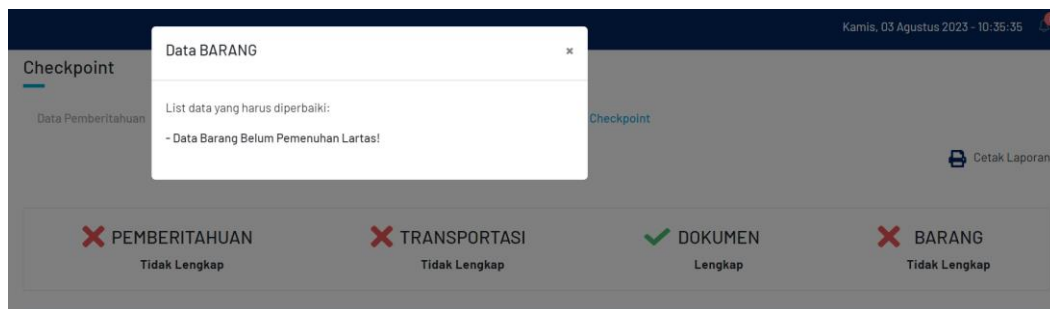 Kamis, 03 Agustus 2023 - 10:35:35
Data BARANG ×
Checkpoint
List data yang harus diperbaiki:
Data Pemberitahuan
Checkpoint
- Data Barang Belum Pemenuhan Lartas!
Cetak Laporan
PEMBERITAHUAN
Tidak Lengkap
TRANSPORTASI
Tidak Lengkap
DOKUMEN
Lengkap
BARANG
Tidak Lengkap